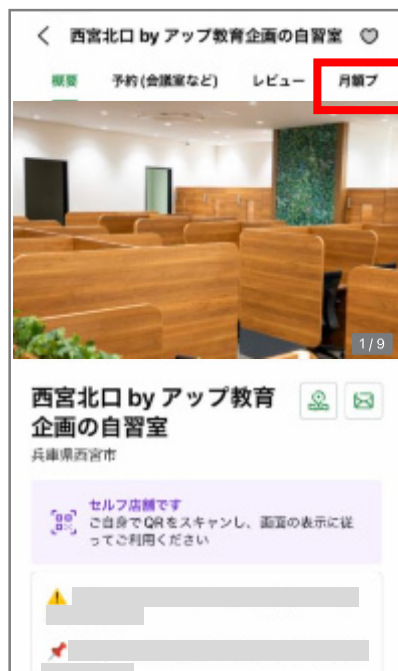 西宮北口 by アップ教育企画の自習室
概要 予約(会議室など) レビュー 月額プ
1/9
西宮北口 by アップ教育
企画の自習室
兵庫県西宮市
セルフ店舗です
ご自身でQRをスキャンし、画面の表示に従
ってご利用ください